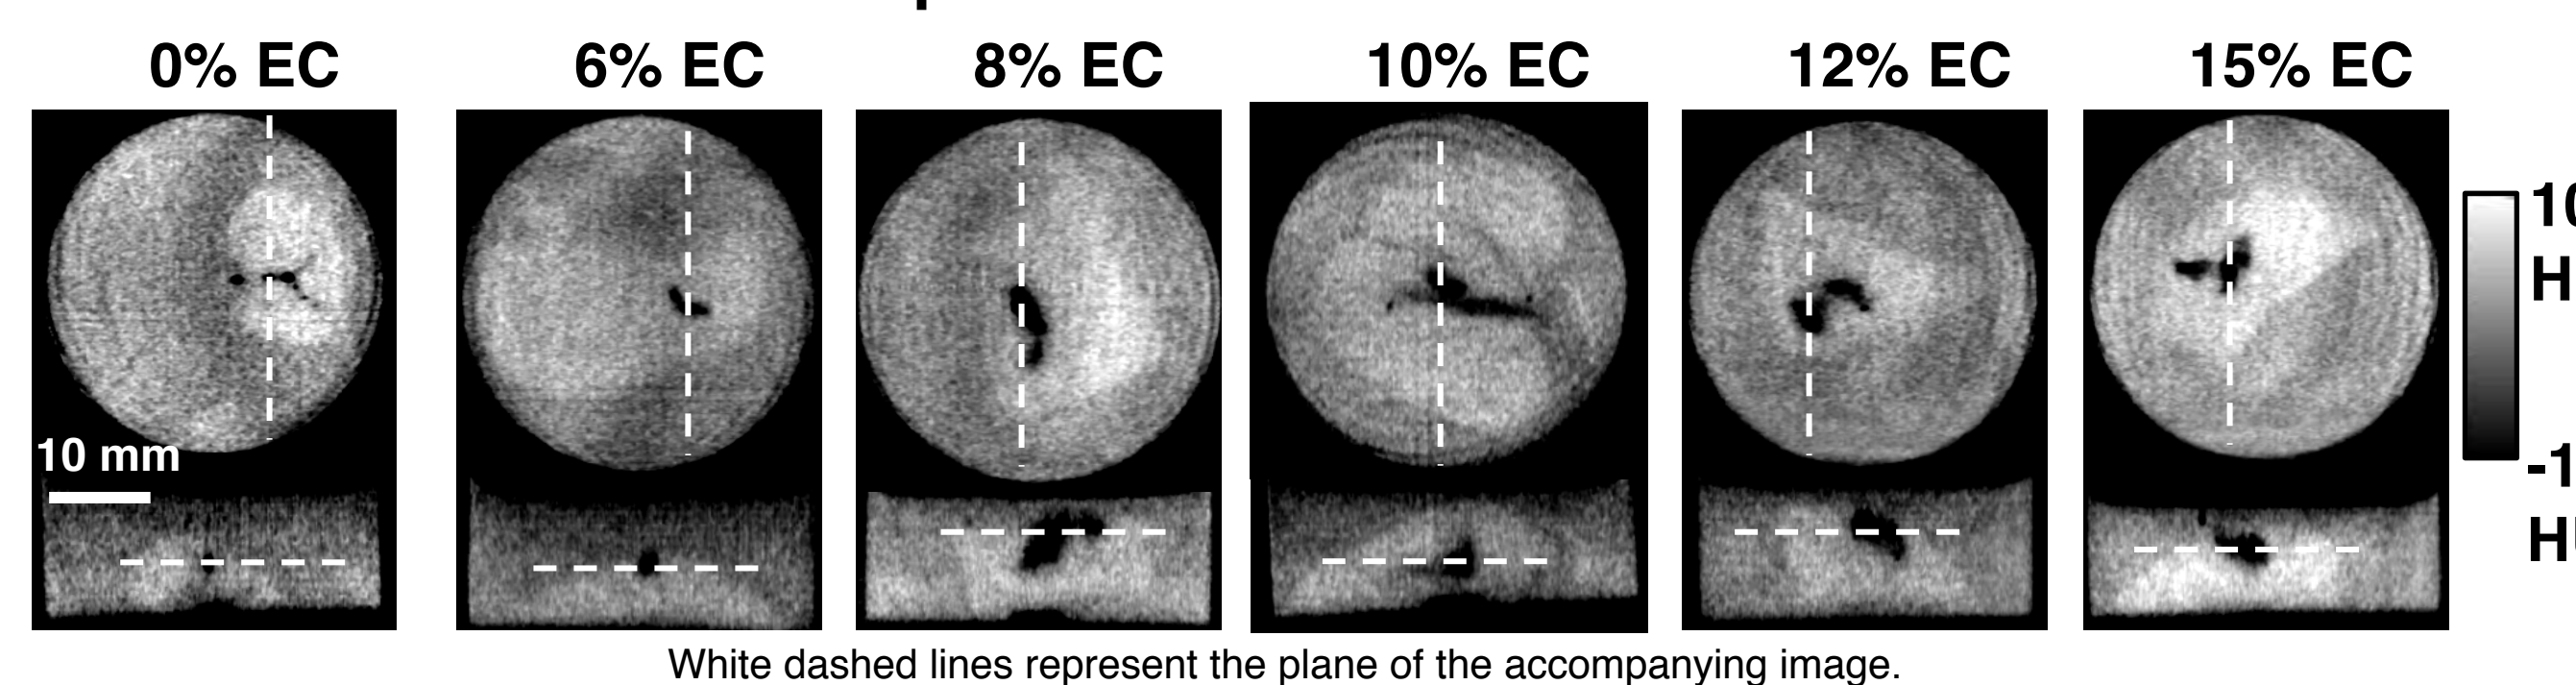 0% EC 6% EC 8% EC 10% EC 12% EC 15% EC
10 mm
White dashed lines represent the plane of the accompanying image.